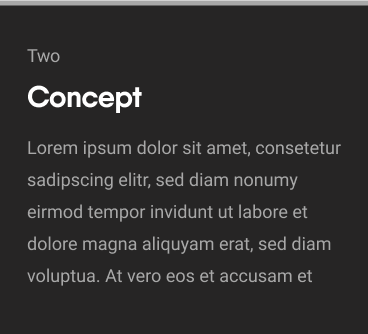 Two
Concept
Lorem ipsum dolor sit amet, consetetur
sadipscing elitr, sed diam nonumy
eirmod tempor invidunt ut labore et
dolore magna aliquyam erat, sed diam
voluptua. At vero eos et accusam et